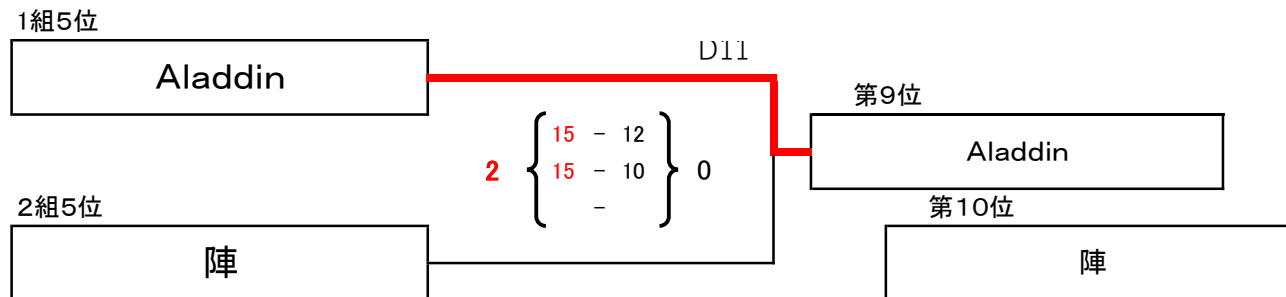 1組5位
Aladdin
D11
第9位
Aladdin
15 - 12
2 { 15 - 10 } 0
-
2組5位
陣
第10位
陣